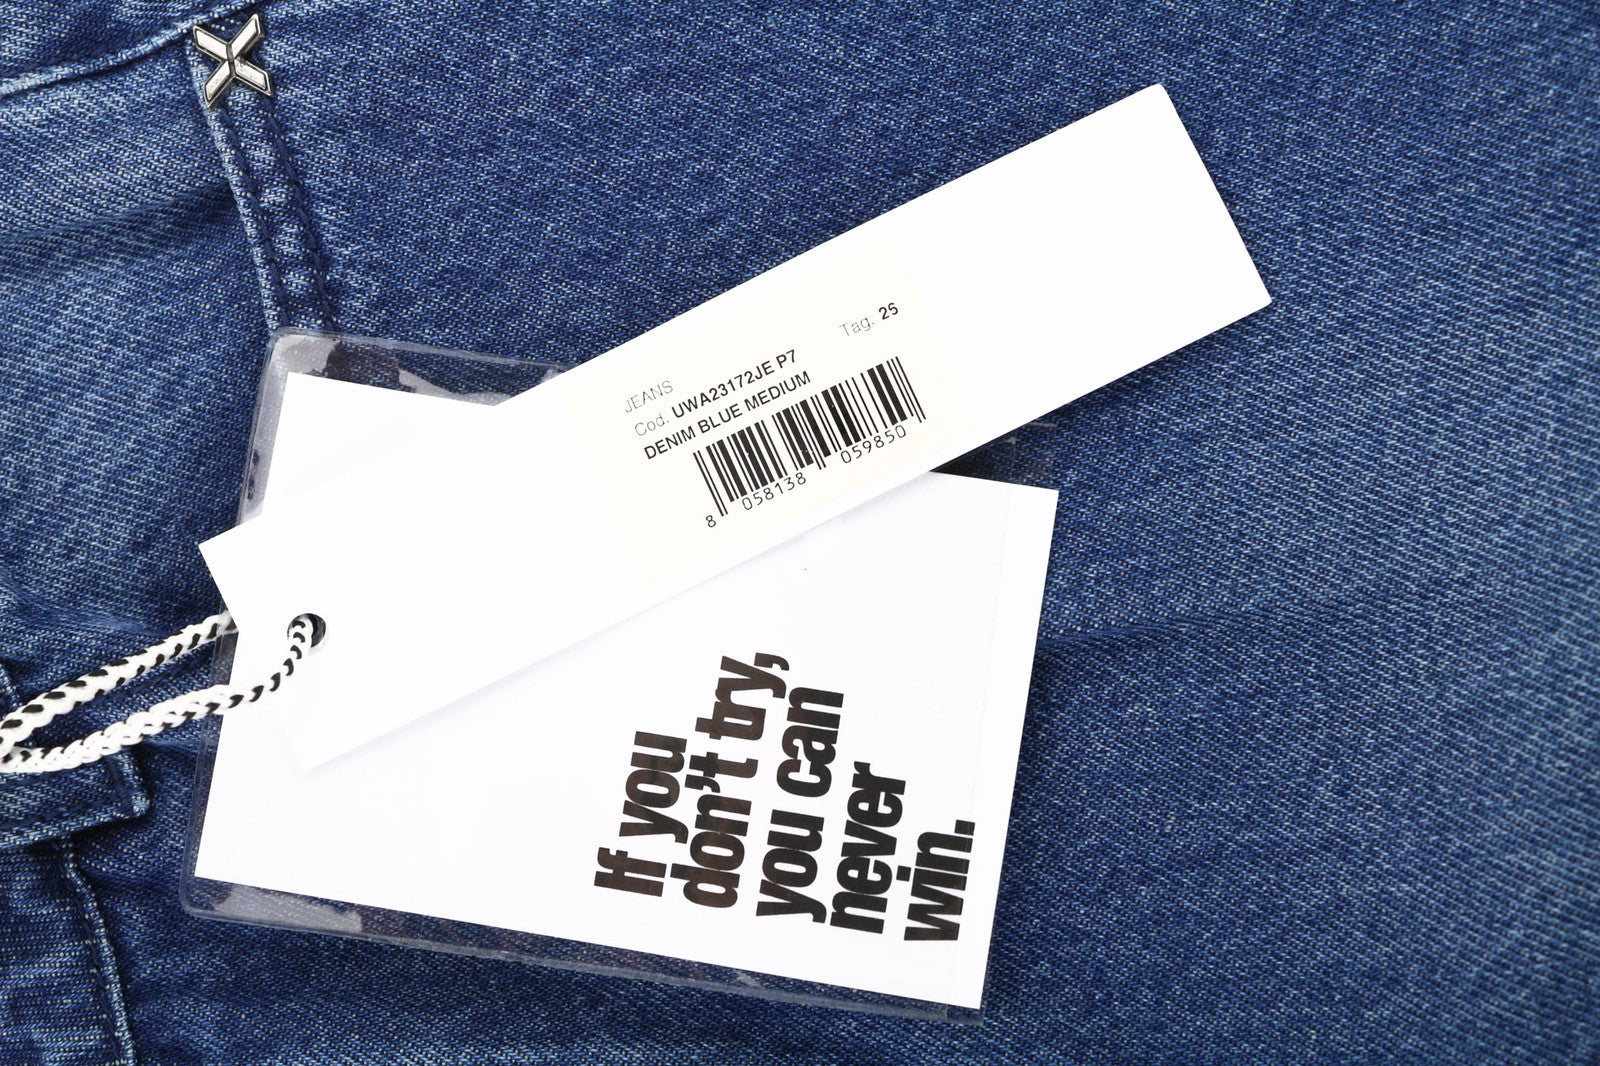 JEANS
Tag. 25
Cod. UWA23172JE P7
DENIM BLUE MEDIUM
8 058138 059850
If you
don't try,
you can
never
win.